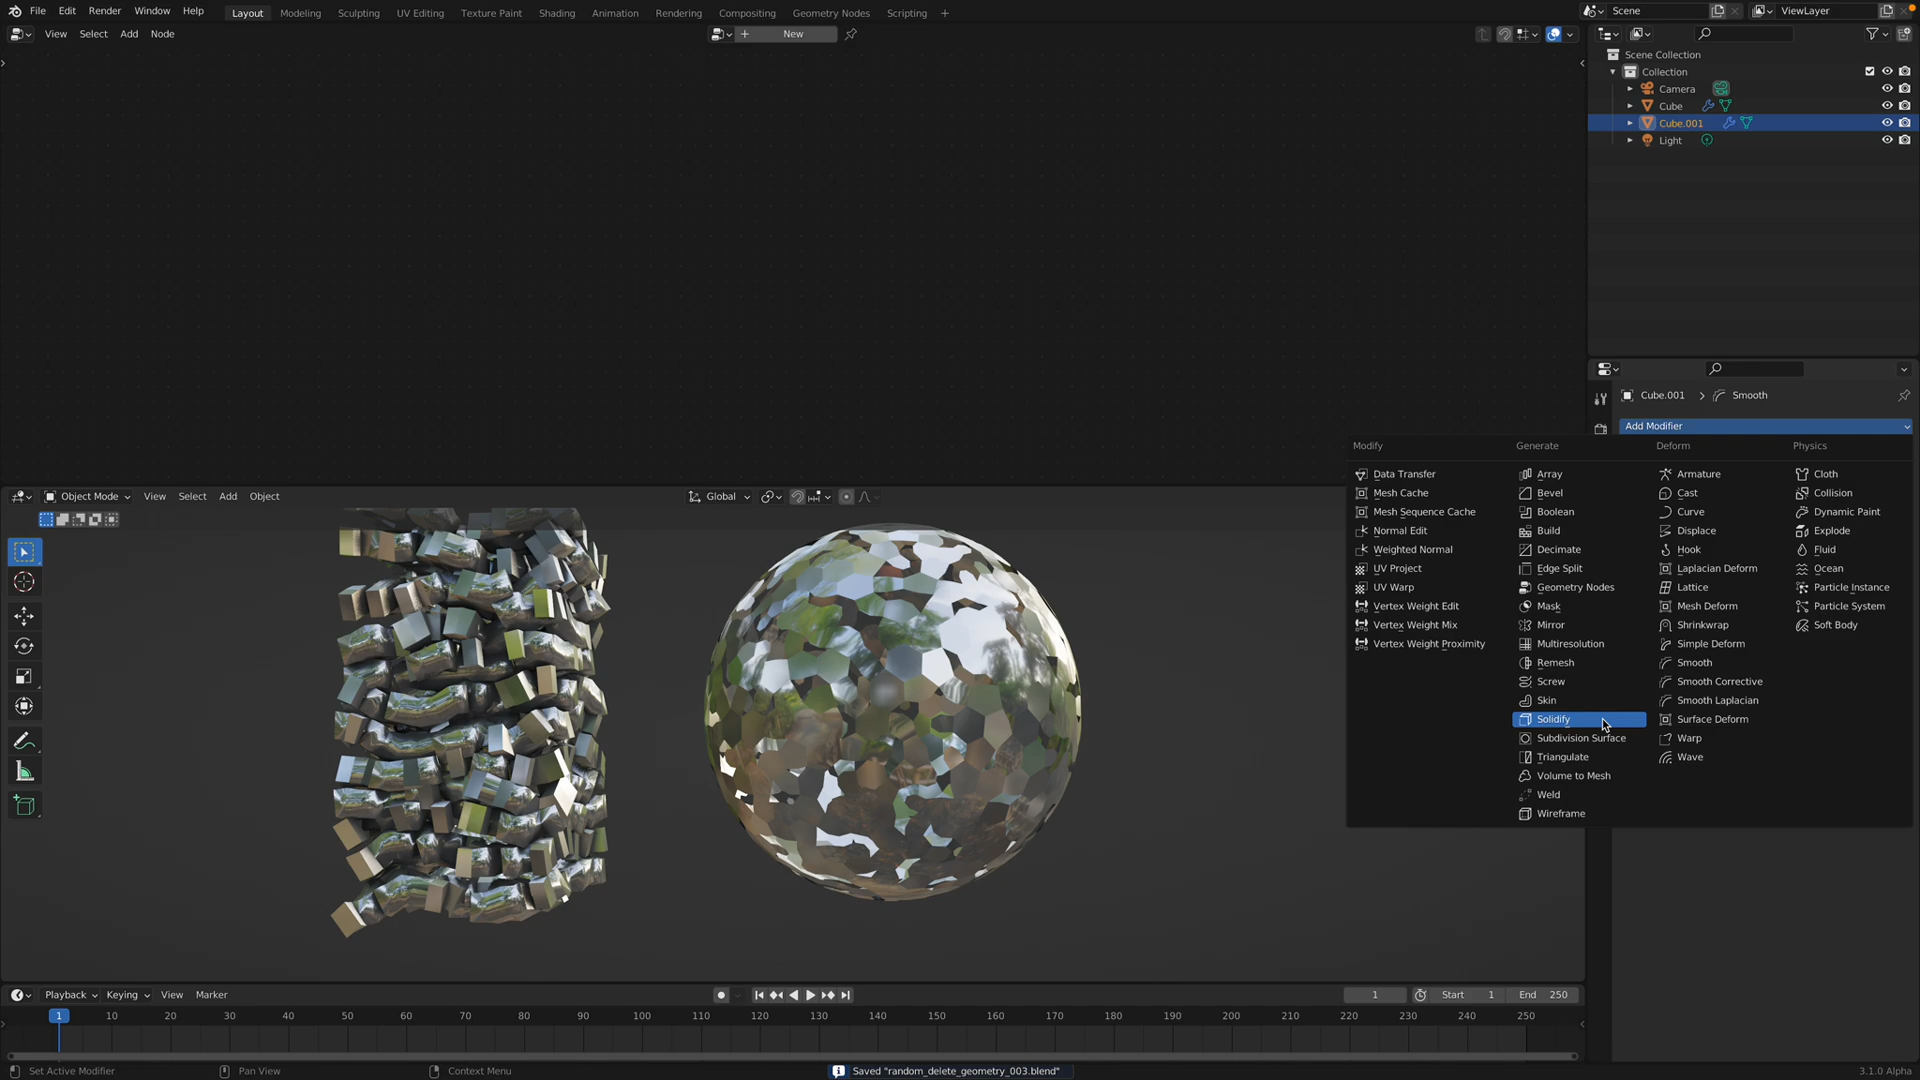 File Edit Render Window Help Layout Modeling Sculpting UV Editing Texture Paint Shading Animation Rendering Compositing Geometry Nodes Scripting + Scene ViewLayer
View Select Add Node + New
Scene Collection
Collection
Camera
Cube
Cube.001
Light
Cube.001 > Smooth
Add Modifier
Modify Generate Deform Physics
Data Transfer Array Armature Cloth
Mesh Cache Bevel Cast Collision
Mesh Sequence Cache Boolean Curve Dynamic Paint
Normal Edit Build Displace Explode
Weighted Normal Decimate Hook Fluid
UV Project Edge Split Laplacian Deform Ocean
UV Warp Geometry Nodes Lattice Particle Instance
Vertex Weight Edit Mask Mesh Deform Particle System
Vertex Weight Mix Mirror Shrinkwrap Soft Body
Vertex Weight Proximity Multiresolution Simple Deform
Remesh Smooth
Screw Smooth Corrective
Skin Smooth Laplacian
Solidify Surface Deform
Subdivision Surface Warp
Triangulate Wave
Volume to Mesh
Weld
Wireframe
Object Mode View Select Add Object Global
Playback Keying View Marker 1 Start 1 End 250
1 10 20 30 40 50 60 70 80 90 100 110 120 130 140 150 160 170 180 190 200 210 220 230 240 250
Set Active Modifier Pan View Context Menu Saved "random_delete_geometry_003.blend" 3.1.0 Alpha